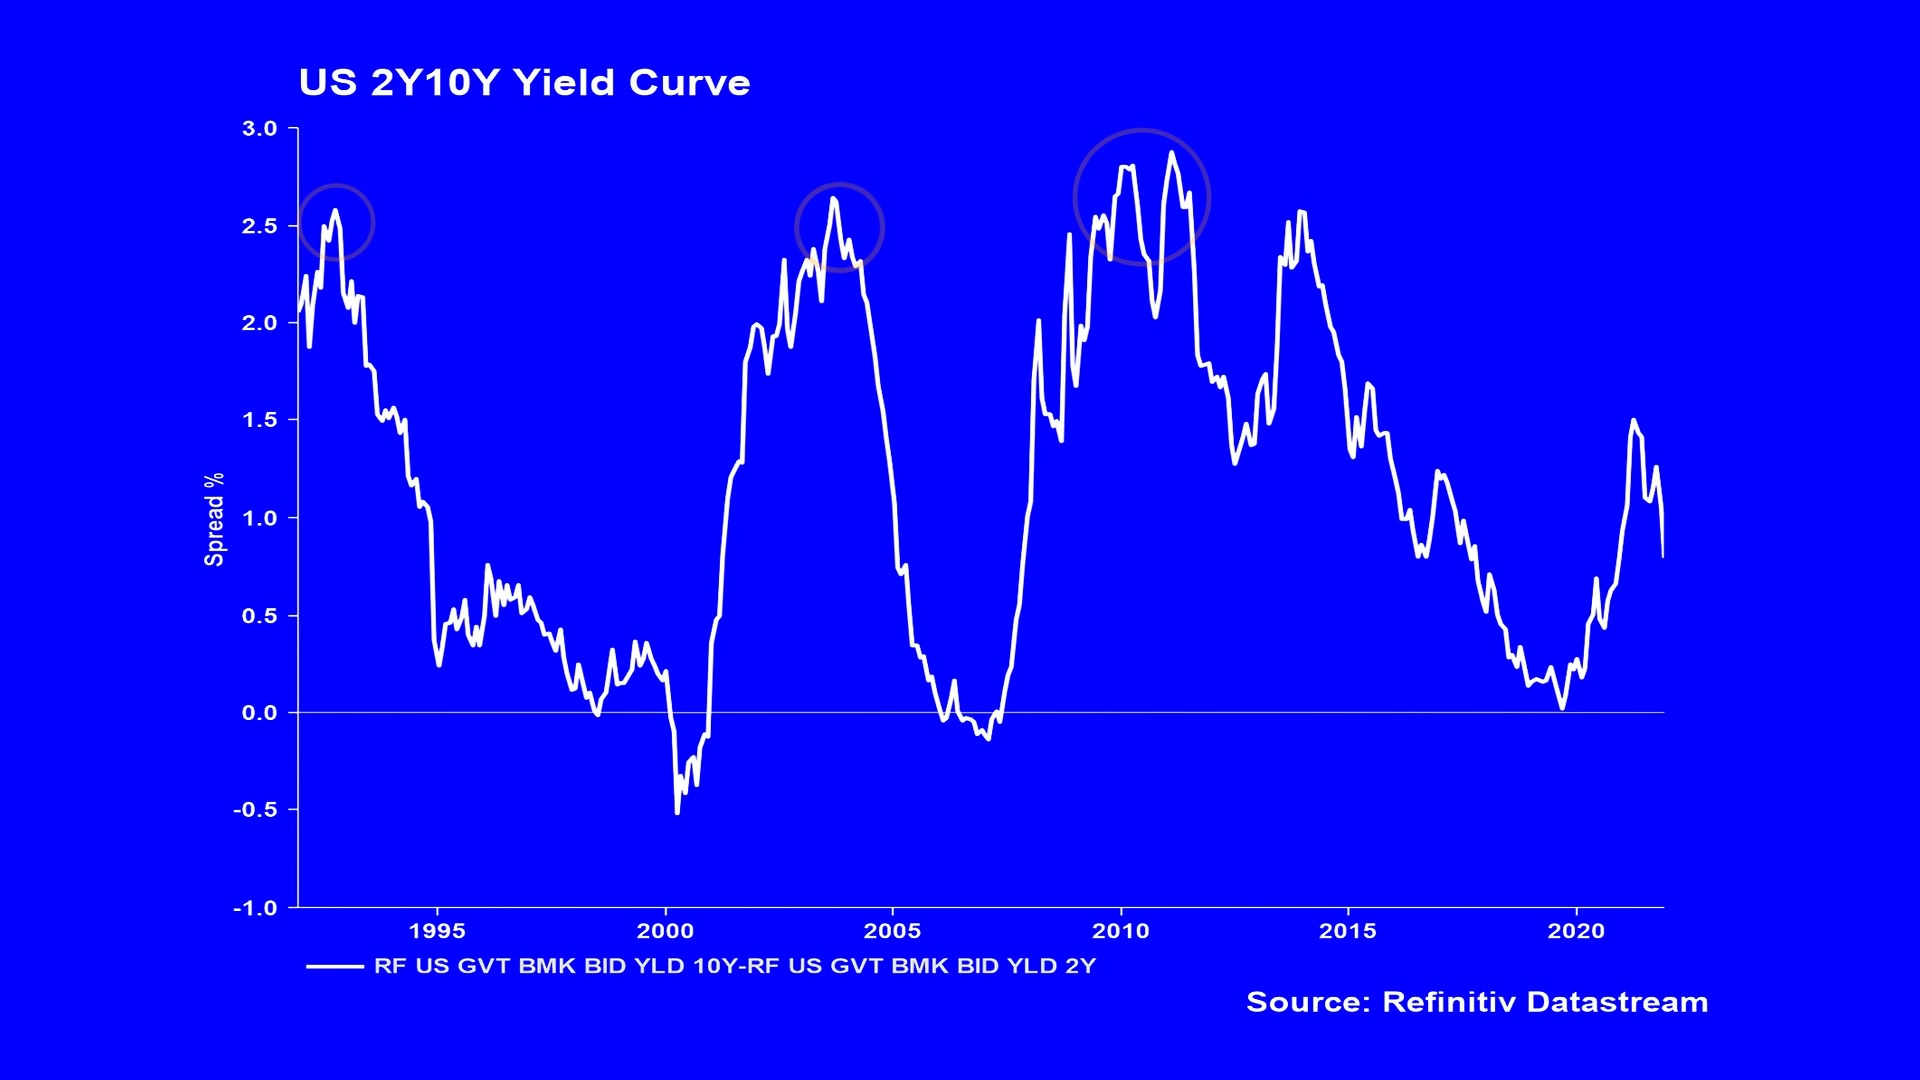 US 2Y10Y Yield Curve
3.0
2.5
2.0
1.5
1.0
0.5
0.0
-0.5
-1.0
Spread %
1995 2000 2005 2010 2015 2020
RF US GVT BMK BID YLD 10Y-RF US GVT BMK BID YLD 2Y
Source: Refinitiv Datastream